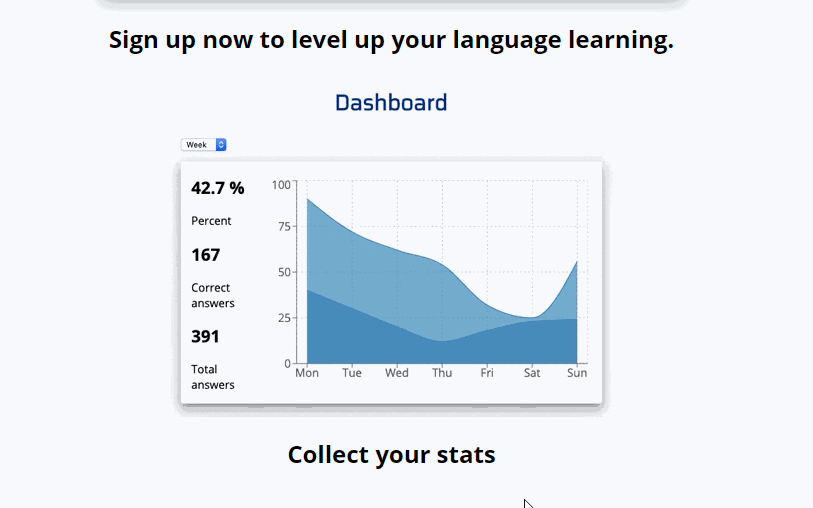 Sign up now to level up your language learning.
Dashboard
Week
42.7 %
Percent
167
Correct
answers
391
Total
answers
100
75
50
25
0
Mon Tue Wed Thu Fri Sat Sun
Collect your stats